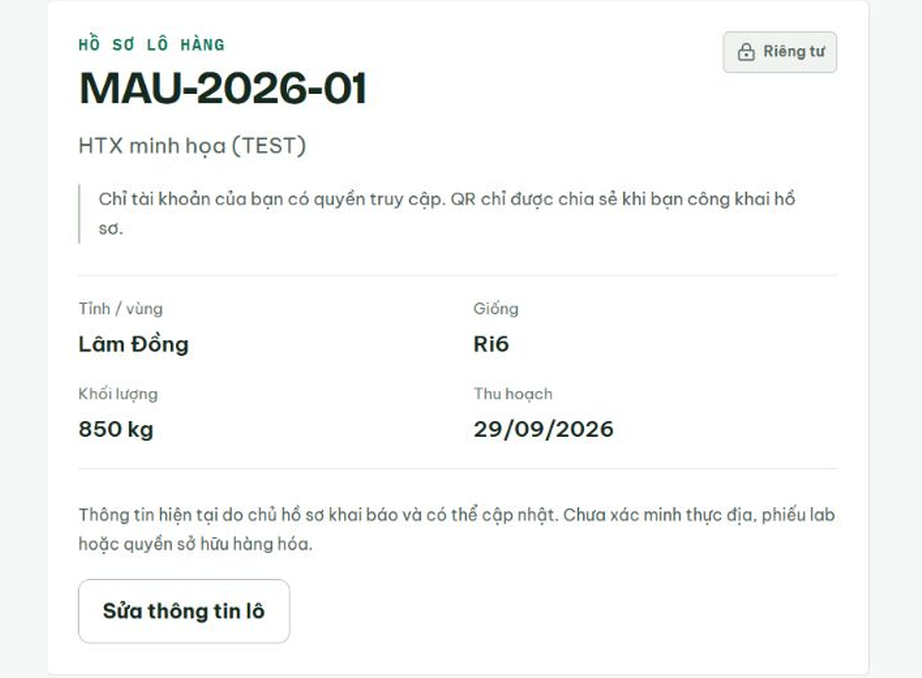 HỒ SƠ LÔ HÀNG
Riêng tư
MAU-2026-01
HTX minh họa (TEST)
Chỉ tài khoản của bạn có quyền truy cập. QR chỉ được chia sẻ khi bạn công khai hồ
sơ.
Tỉnh / vùng
Giống
Lâm Đồng
Ri6
Khối lượng
Thu hoạch
850 kg
29/09/2026
Thông tin hiện tại do chủ hồ sơ khai báo và có thể cập nhật. Chưa xác minh thực địa, phiếu lab
hoặc quyền sở hữu hàng hóa.
Sửa thông tin lô